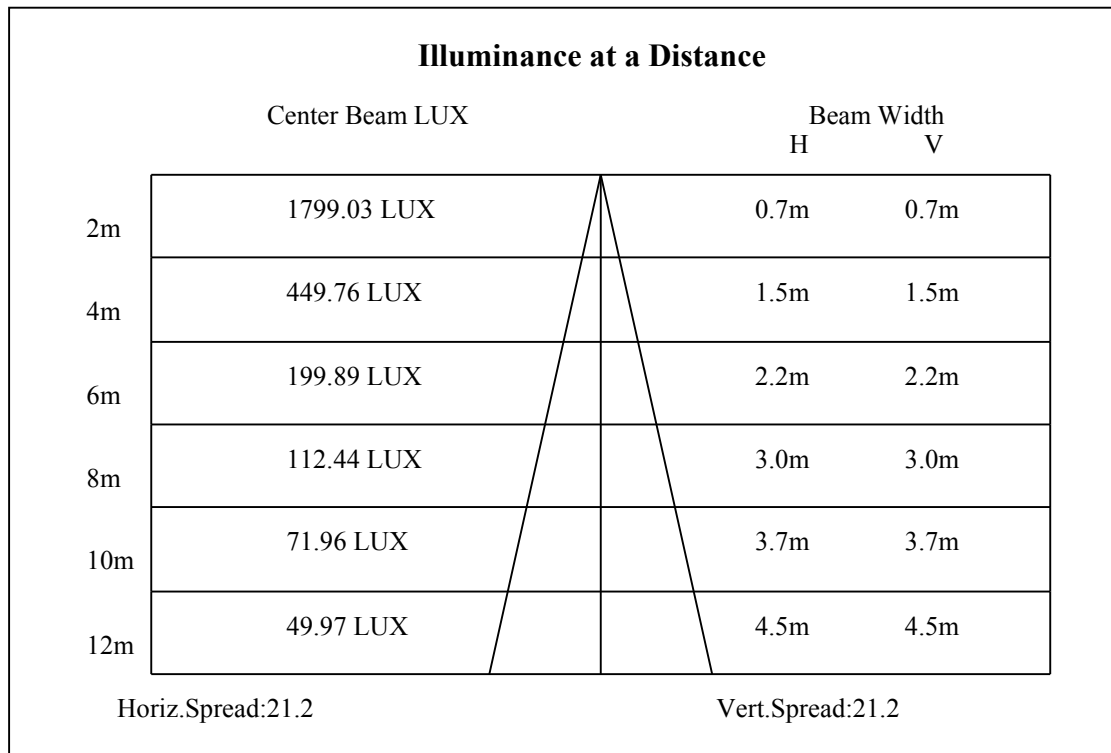 Illuminance at a Distance
Center Beam LUX Beam Width
H V
2m 1799.03 LUX 0.7m 0.7m
4m 449.76 LUX 1.5m 1.5m
6m 199.89 LUX 2.2m 2.2m
8m 112.44 LUX 3.0m 3.0m
10m 71.96 LUX 3.7m 3.7m
12m 49.97 LUX 4.5m 4.5m
Horiz.Spread:21.2 Vert.Spread:21.2